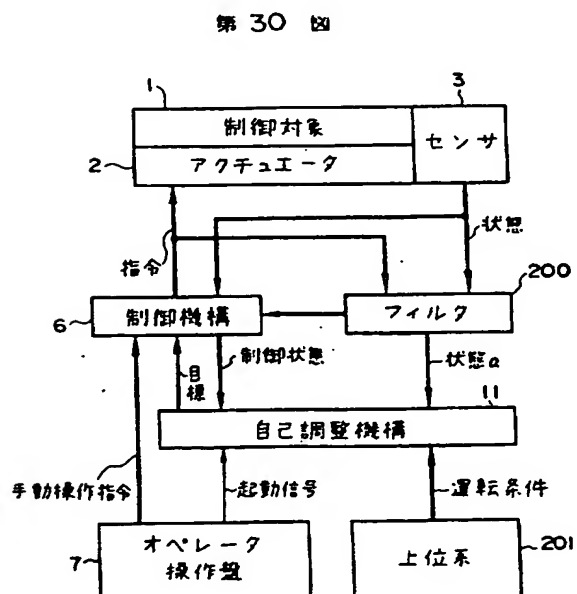 第30図
1
3
制御対象
センサ
2
アクチュエータ
指令
状態
200
6
制御機構
フィルタ
制御状態
状態a
目標
11
自己調整機構
手動操作指令
起動信号
運転条件
7
オペレータ
操作盤
上位系
201